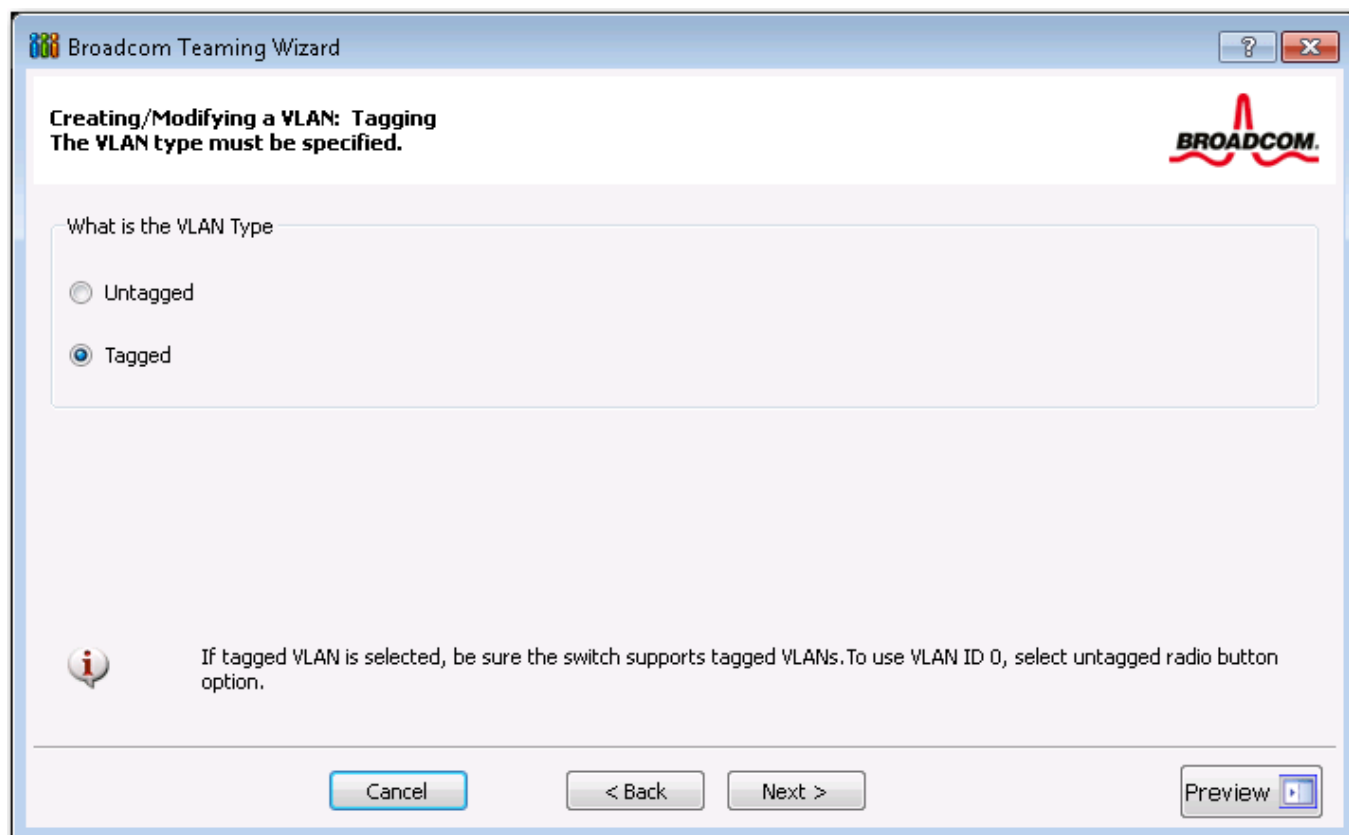 Broadcom Teaming Wizard
?
Creating/Modifying a VLAN: Tagging
The VLAN type must be specified.
BROADCOM.
What is the VLAN Type
Untagged
Tagged
i
If tagged VLAN is selected, be sure the switch supports tagged VLANs.To use VLAN ID 0, select untagged radio button
option.
Cancel
< Back
Next >
Preview